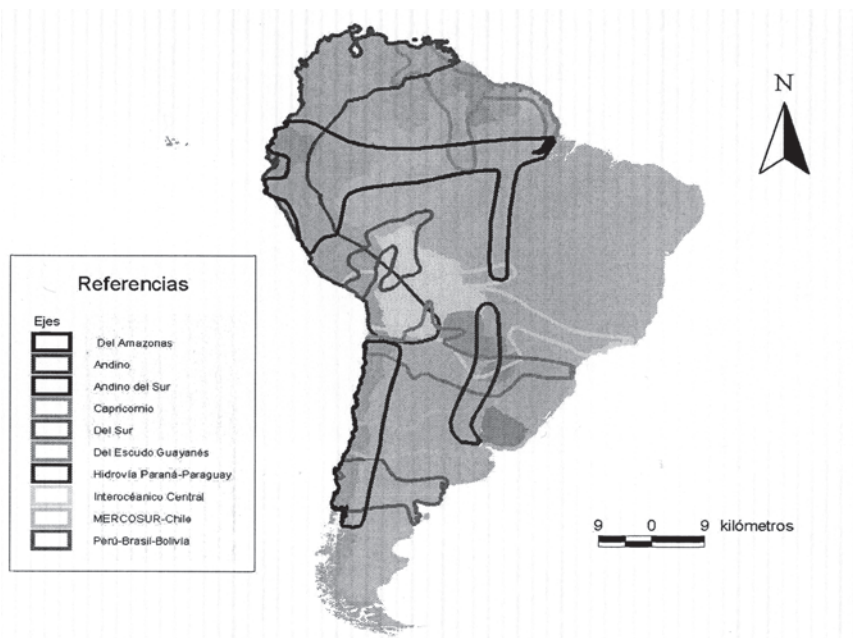 N
Referencias
Ejes
Del Amazonas
Andino
Andino del Sur
Capricornio
Del Sur
Del Escudo Guayanés
Hidrovía Paraná-Paraguay
Interocéanico Central
MERCOSUR-Chile
Perú-Brasil-Bolivia
9 0 9 kilómetros